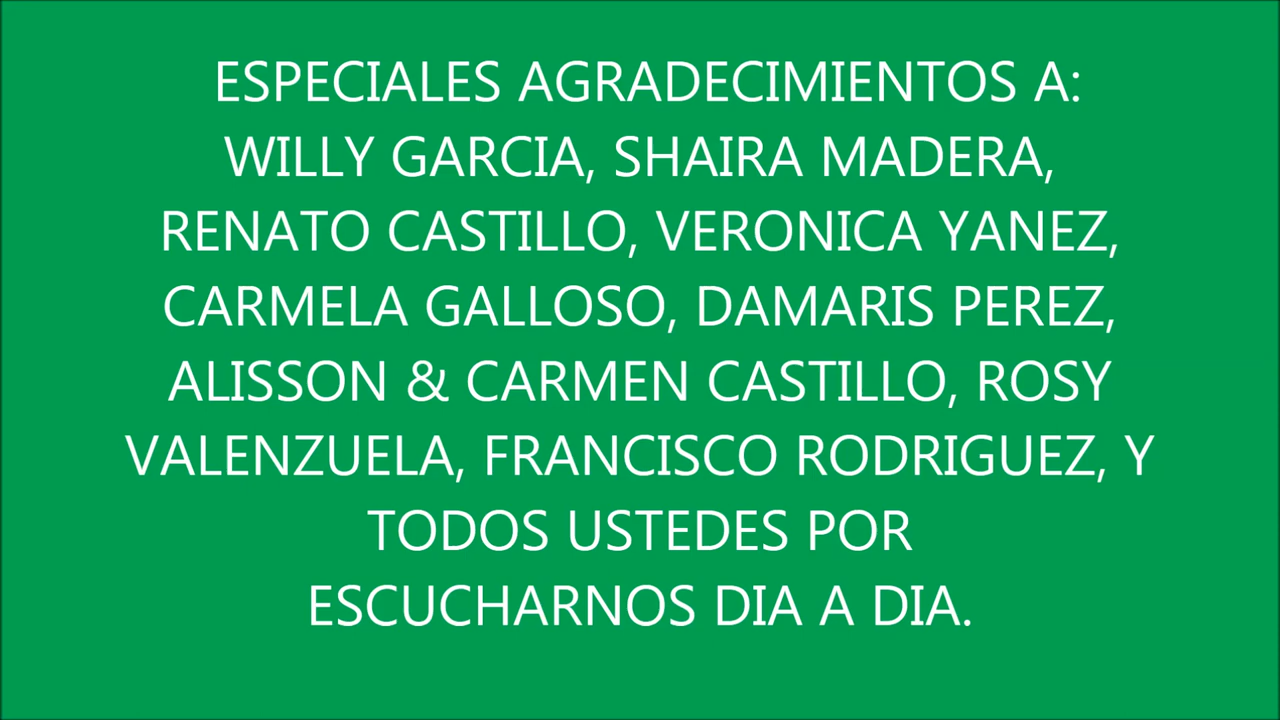 ESPECIALES AGRADECIMIENTOS A:
WILLY GARCIA, SHAIRA MADERA,
RENATO CASTILLO, VERONICA YANEZ,
CARMELA GALLOSO, DAMARIS PEREZ,
ALISSON & CARMEN CASTILLO, ROSY
VALENZUELA, FRANCISCO RODRIGUEZ, Y
TODOS USTEDES POR
ESCUCHARNOS DIA A DIA.